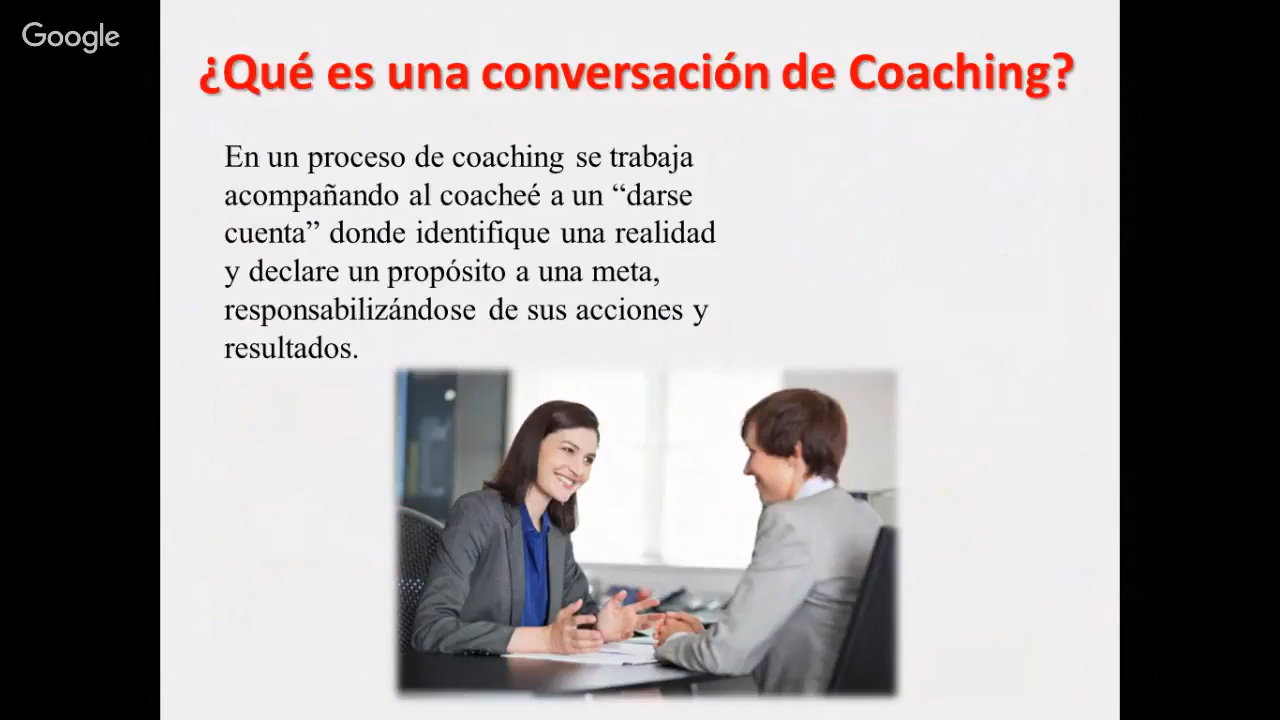 Google
¿Qué es una conversación de Coaching?
En un proceso de coaching se trabaja
acompañando al coacheé a un “darse
cuenta” donde identifique una realidad
y declare un propósito a una meta,
responsabilizándose de sus acciones y
resultados.